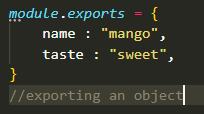 module.exports = {
    name : "mango",
    taste : "sweet",
}
//exporting an object